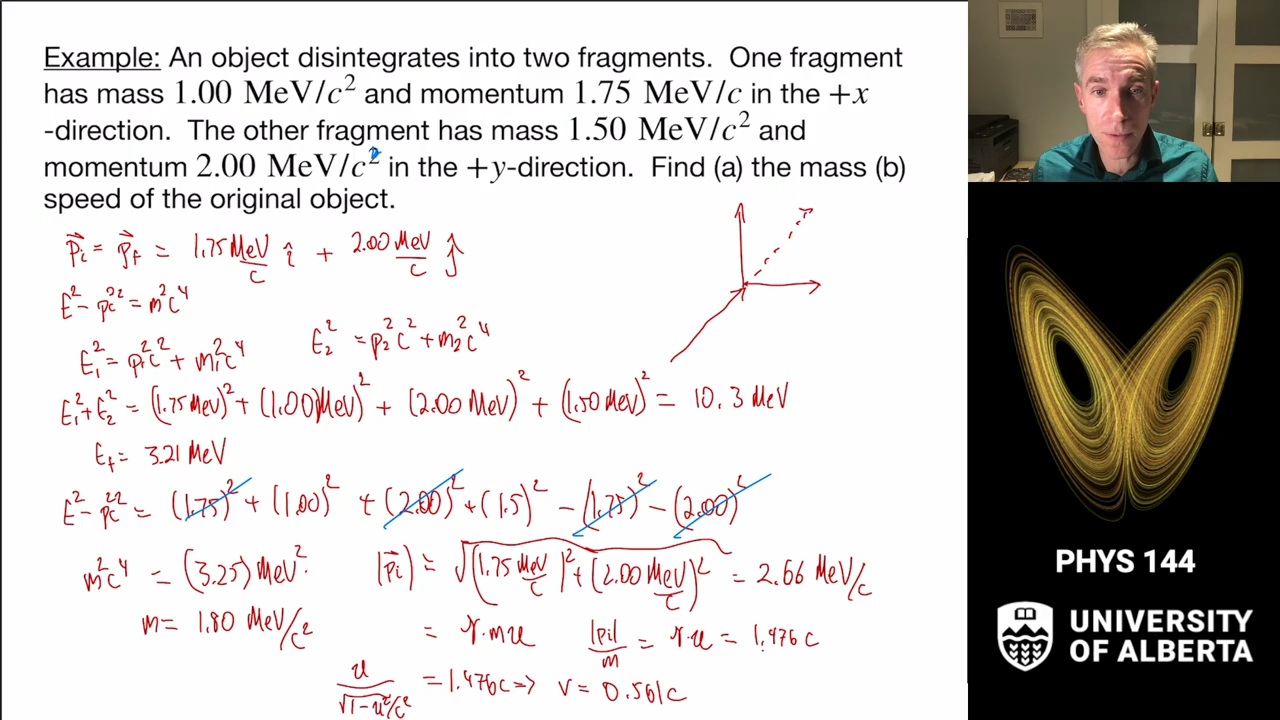 Example: An object disintegrates into two fragments. One fragment
has mass 1.00 MeV/c² and momentum 1.75 MeV/c in the +x
-direction. The other fragment has mass 1.50 MeV/c² and
momentum 2.00 MeV/c² in the +y-direction. Find (a) the mass (b)
speed of the original object.
p⃗i = p⃗f = 1.75 MeV/c î + 2.00 MeV/c ĵ
E² - p²c² = m²c⁴
E₁² = p₁²c² + m₁²c⁴ E₂² = p₂²c² + m₂²c⁴
E₁² + E₂² = (1.75 MeV)² + (1.00 MeV)² + (2.00 MeV)² + (1.50 MeV)² = 10.3 MeV
Ef = 3.21 MeV
E² - p²c² = (1.75)² + (1.00)² + (2.00)² + (1.5)² - (1.75)² - (2.00)²
m²c⁴ = (3.25) MeV² |p⃗i| = √((1.75 MeV/c)² + (2.00 MeV/c)²) = 2.66 MeV/c
m = 1.80 MeV/c² = γ·mu |pi|/m = γ·u = 1.476 c
u/√(1-u²/c²) = 1.476c => v = 0.561c
PHYS 144
UNIVERSITY
OF ALBERTA